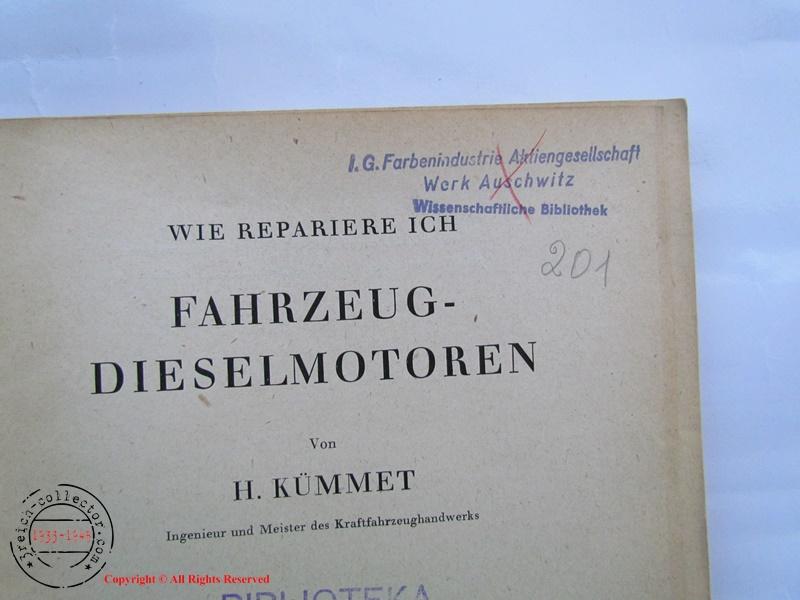 I.G. Farbenindustrie Aktiengesellschaft
Werk Auschwitz
Wissenschaftliche Bibliothek
WIE REPARIERE ICH
201
FAHRZEUG-
DIESELMOTOREN
Von
H. KÜMMET
Ingenieur und Meister des Kraftfahrzeughandwerks
*3reich-collector.com*
1933-1945
Copyright © All Rights Reserved
BIBLIOTEKA